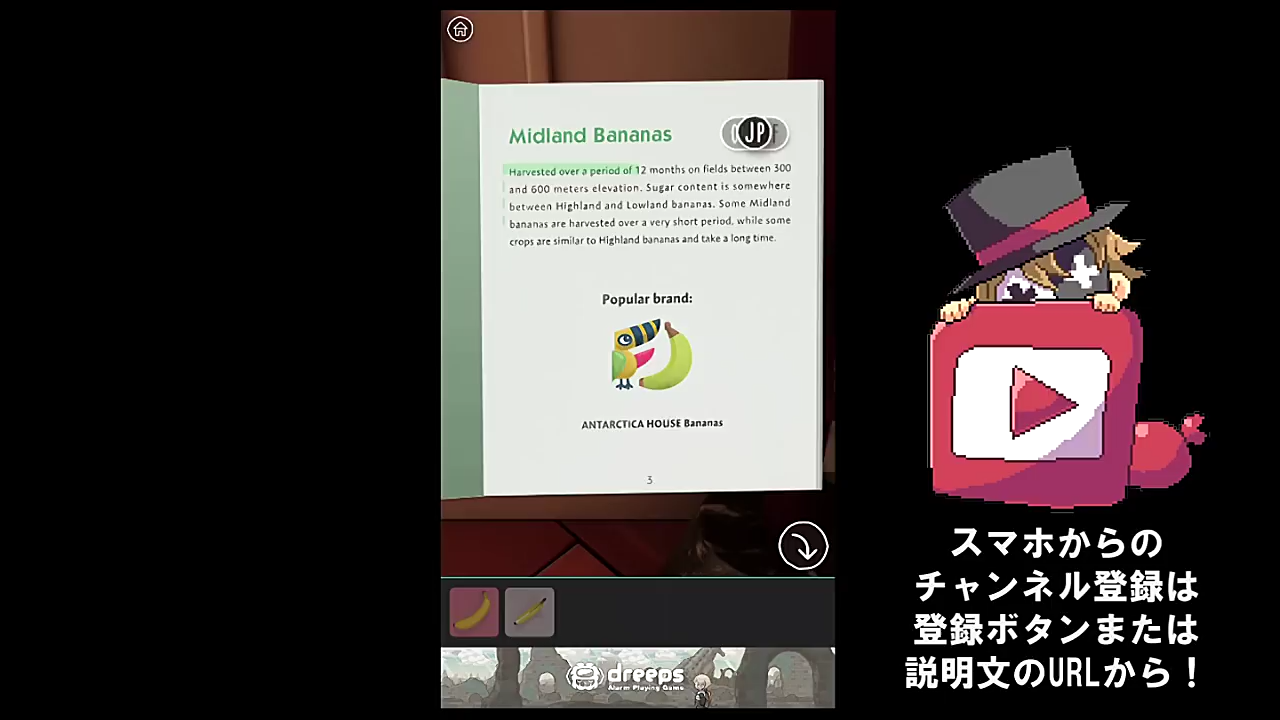 Midland Bananas
JP
Harvested over a period of 12 months on fields between 300
and 600 meters elevation. Sugar content is somewhere
between Highland and Lowland bananas. Some Midland
bananas are harvested over a very short period, while some
crops are similar to Highland bananas and take a long time.
Popular brand:
ANTARCTICA HOUSE Bananas
3
dreeps
Alarm Playing Game
スマホからの
チャンネル登録は
登録ボタンまたは
説明文のURLから！